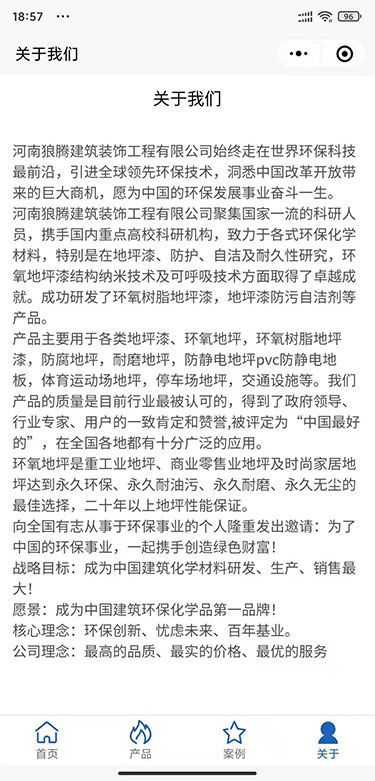 18:57 ···
96
关于我们
关于我们
河南狼腾建筑装饰工程有限公司始终走在世界环保科技
最前沿，引进全球领先环保技术，洞悉中国改革开放带
来的巨大商机，愿为中国的环保发展事业奋斗一生。
河南狼腾建筑装饰工程有限公司聚集国家一流的科研人
员，携手国内重点高校科研机构，致力于各式环保化学
材料，特别是在地坪漆、防护、自洁及耐久性研究，环
氧地坪漆结构纳米技术及可呼吸技术方面取得了卓越成
就。成功研发了环氧树脂地坪漆，地坪漆防污自洁剂等
产品。
产品主要用于各类地坪漆、环氧地坪，环氧树脂地坪
漆，防腐地坪，耐磨地坪，防静电地坪pvc防静电地
板，体育运动场地坪，停车场地坪，交通设施等。我们
产品的质量是目前行业最被认可的，得到了政府领导、
行业专家、用户的一致肯定和赞誉,被评定为“中国最好
的”，在全国各地都有十分广泛的应用。
环氧地坪是重工业地坪、商业零售业地坪及时尚家居地
坪达到永久环保、永久耐油污、永久耐磨、永久无尘的
最佳选择，二十年以上地坪性能保证。
向全国有志从事于环保事业的个人隆重发出邀请：为了
中国的环保事业，一起携手创造绿色财富！
战略目标：成为中国建筑化学材料研发、生产、销售最
大！
愿景：成为中国建筑环保化学品第一品牌！
核心理念：环保创新、忧虑未来、百年基业。
公司理念：最高的品质、最实的价格、最优的服务
首页 产品 案例 关于